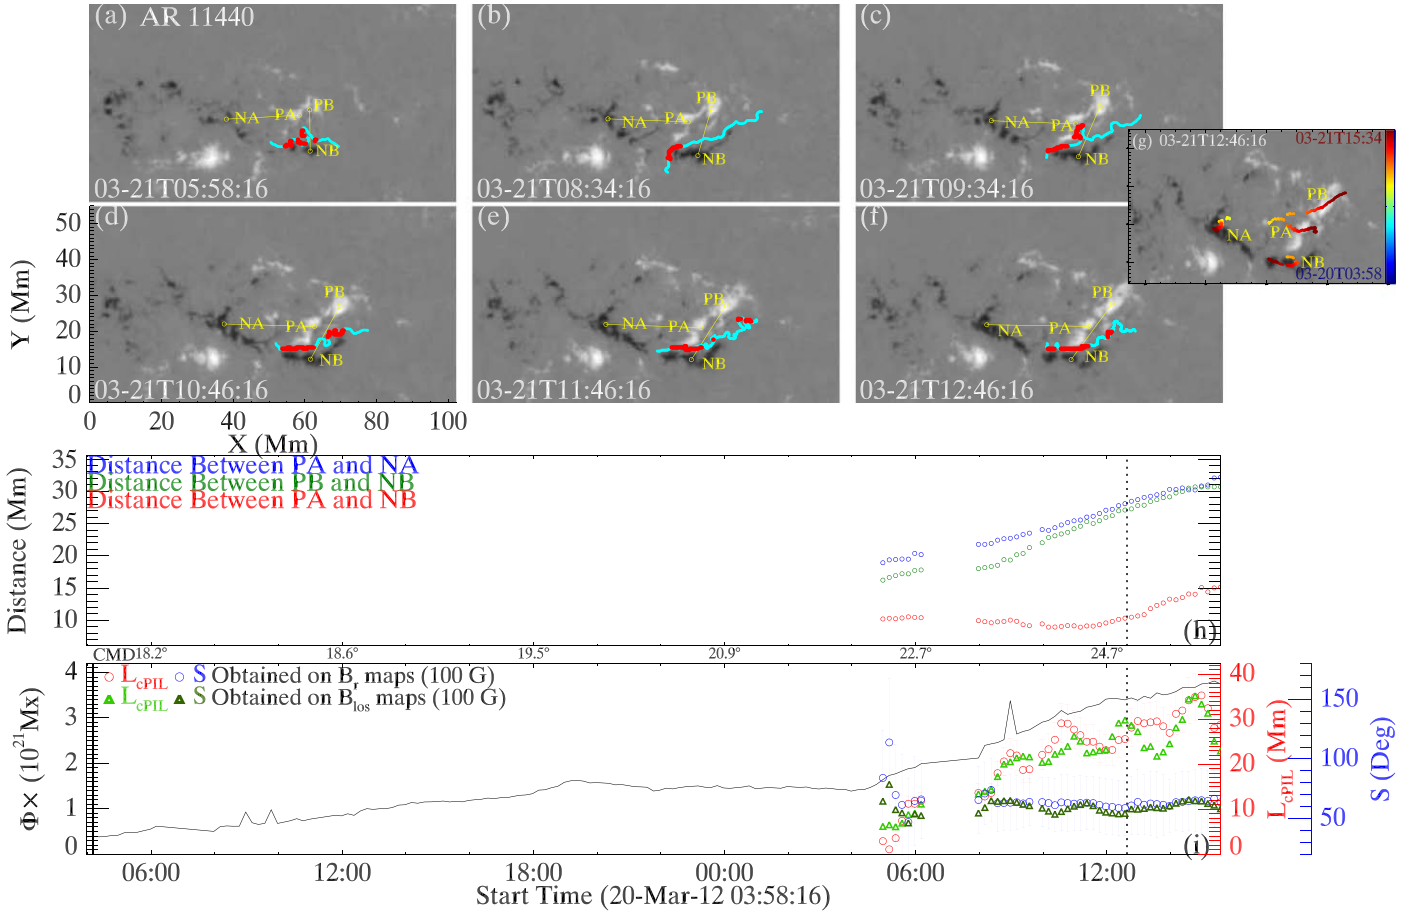 (a) AR 11440
NA
PA
PB
NB
03-21T05:58:16
(b)
NA
PA
PB
NB
03-21T08:34:16
(c)
NA
PA
PB
NB
03-21T09:34:16
(g) 03-21T12:46:16
03-21T15:34
PB
PA
NA
NB
03-20T03:58
(d)
NA
PA
PB
NB
03-21T10:46:16
(e)
NA
PA
PB
NB
03-21T11:46:16
(f)
NA
PA
PB
NB
03-21T12:46:16
50
40
30
20
10
0
Y (Mm)
0 20 40 60 80 100
X (Mm)
Distance Between PA and NA
Distance Between PB and NB
Distance Between PA and NB
35
30
25
20
15
10
Distance (Mm)
(h)
CMD18.2° 18.6° 19.5° 20.9° 22.7° 24.7°
L_cPIL S Obtained on B_r maps (100 G)
L_cPIL S Obtained on B_los maps (100 G)
4
3
2
1
0
Φ× (10^21 Mx)
(i)
40
30
20
10
0
L_cPIL (Mm)
150
100
50
S (Deg)
06:00 12:00 18:00 00:00 06:00 12:00
Start Time (20-Mar-12 03:58:16)